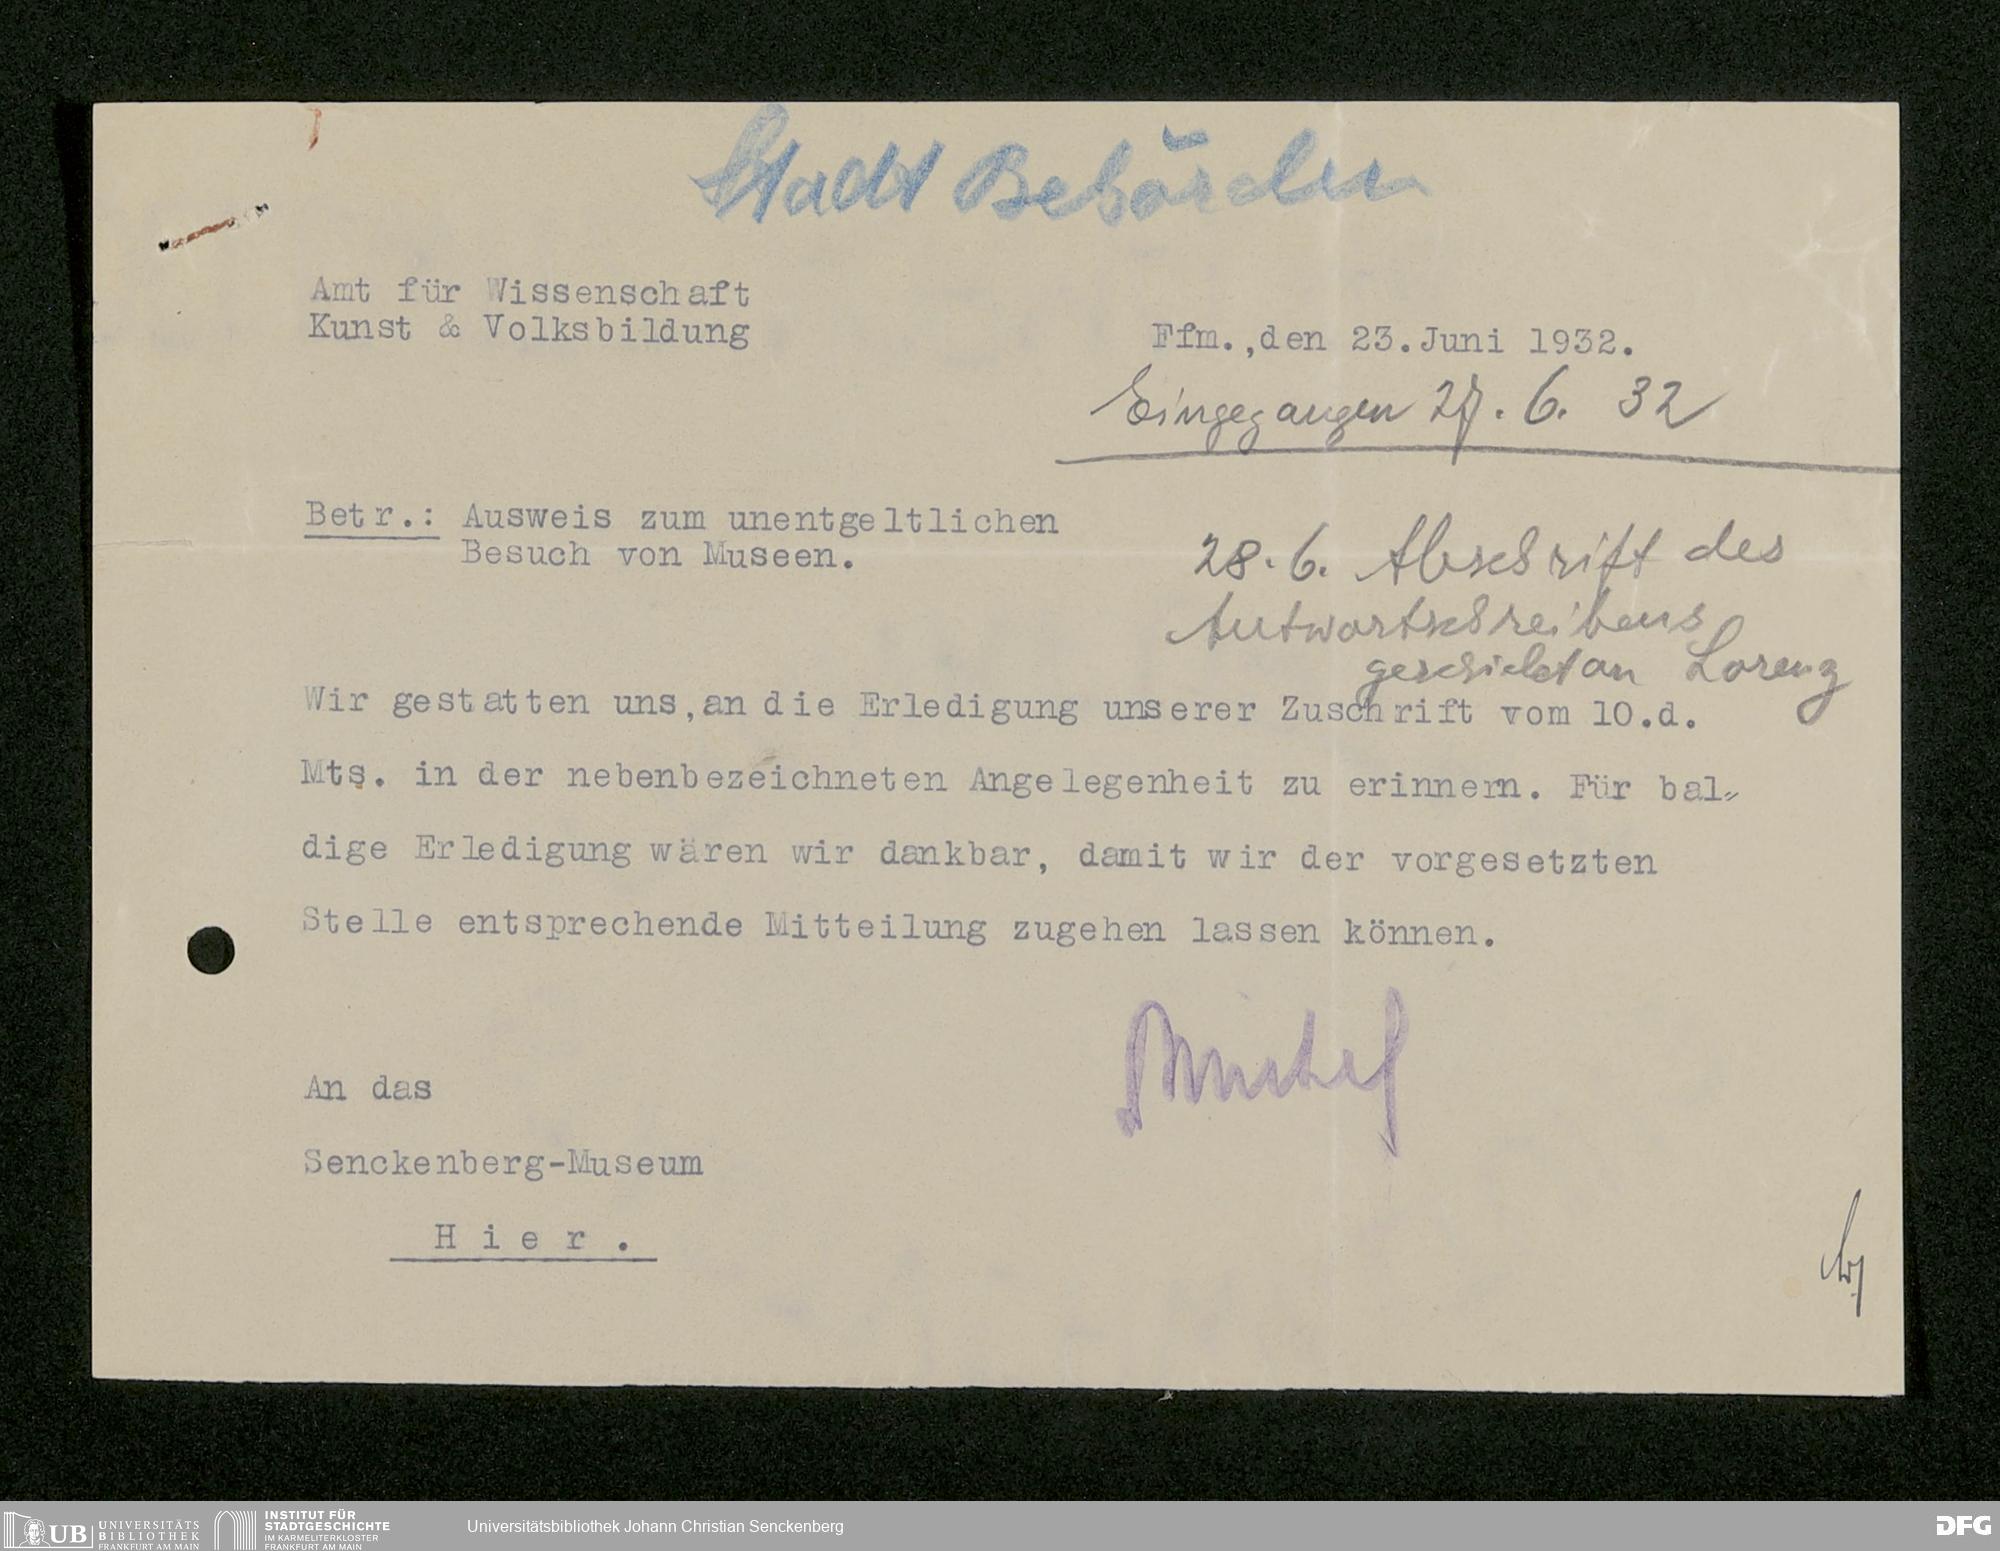 Stadt Behörden
Amt für Wissenschaft
Kunst & Volksbildung
Ffm.,den 23.Juni 1932.
Eingegangen 27. 6. 32
Betr.: Ausweis zum unentgeltlichen
Besuch von Museen.
28.6. Abschrift des
Antwortschreibens
geschickt an Lorenz
Wir gestatten uns,an die Erledigung unserer Zuschrift vom 10.d.
Mts. in der nebenbezeichneten Angelegenheit zu erinnern. Für bal-
dige Erledigung wären wir dankbar, damit wir der vorgesetzten
Stelle entsprechende Mitteilung zugehen lassen können.
An das
Senckenberg-Museum
Hier.
UB UNIVERSITÄTS
BIBLIOTHEK
FRANKFURT AM MAIN
INSTITUT FÜR
STADTGESCHICHTE
IM KARMELITERKLOSTER
FRANKFURT AM MAIN
Universitätsbibliothek Johann Christian Senckenberg
DFG